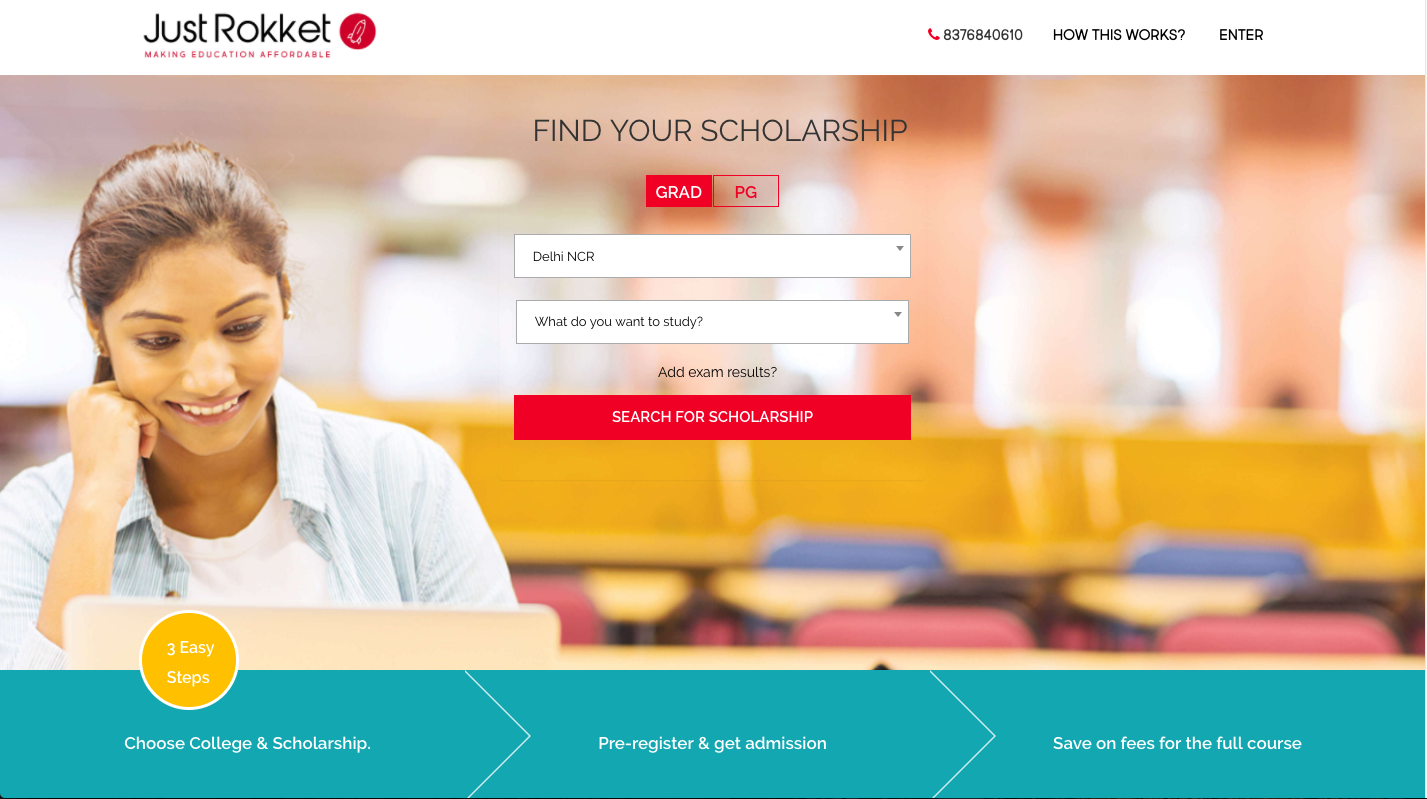 Just Rokket
MAKING EDUCATION AFFORDABLE
8376840610
HOW THIS WORKS?
ENTER
FIND YOUR SCHOLARSHIP
GRAD
PG
Delhi NCR
What do you want to study?
Add exam results?
SEARCH FOR SCHOLARSHIP
3 Easy
Steps
Choose College & Scholarship.
Pre-register & get admission
Save on fees for the full course